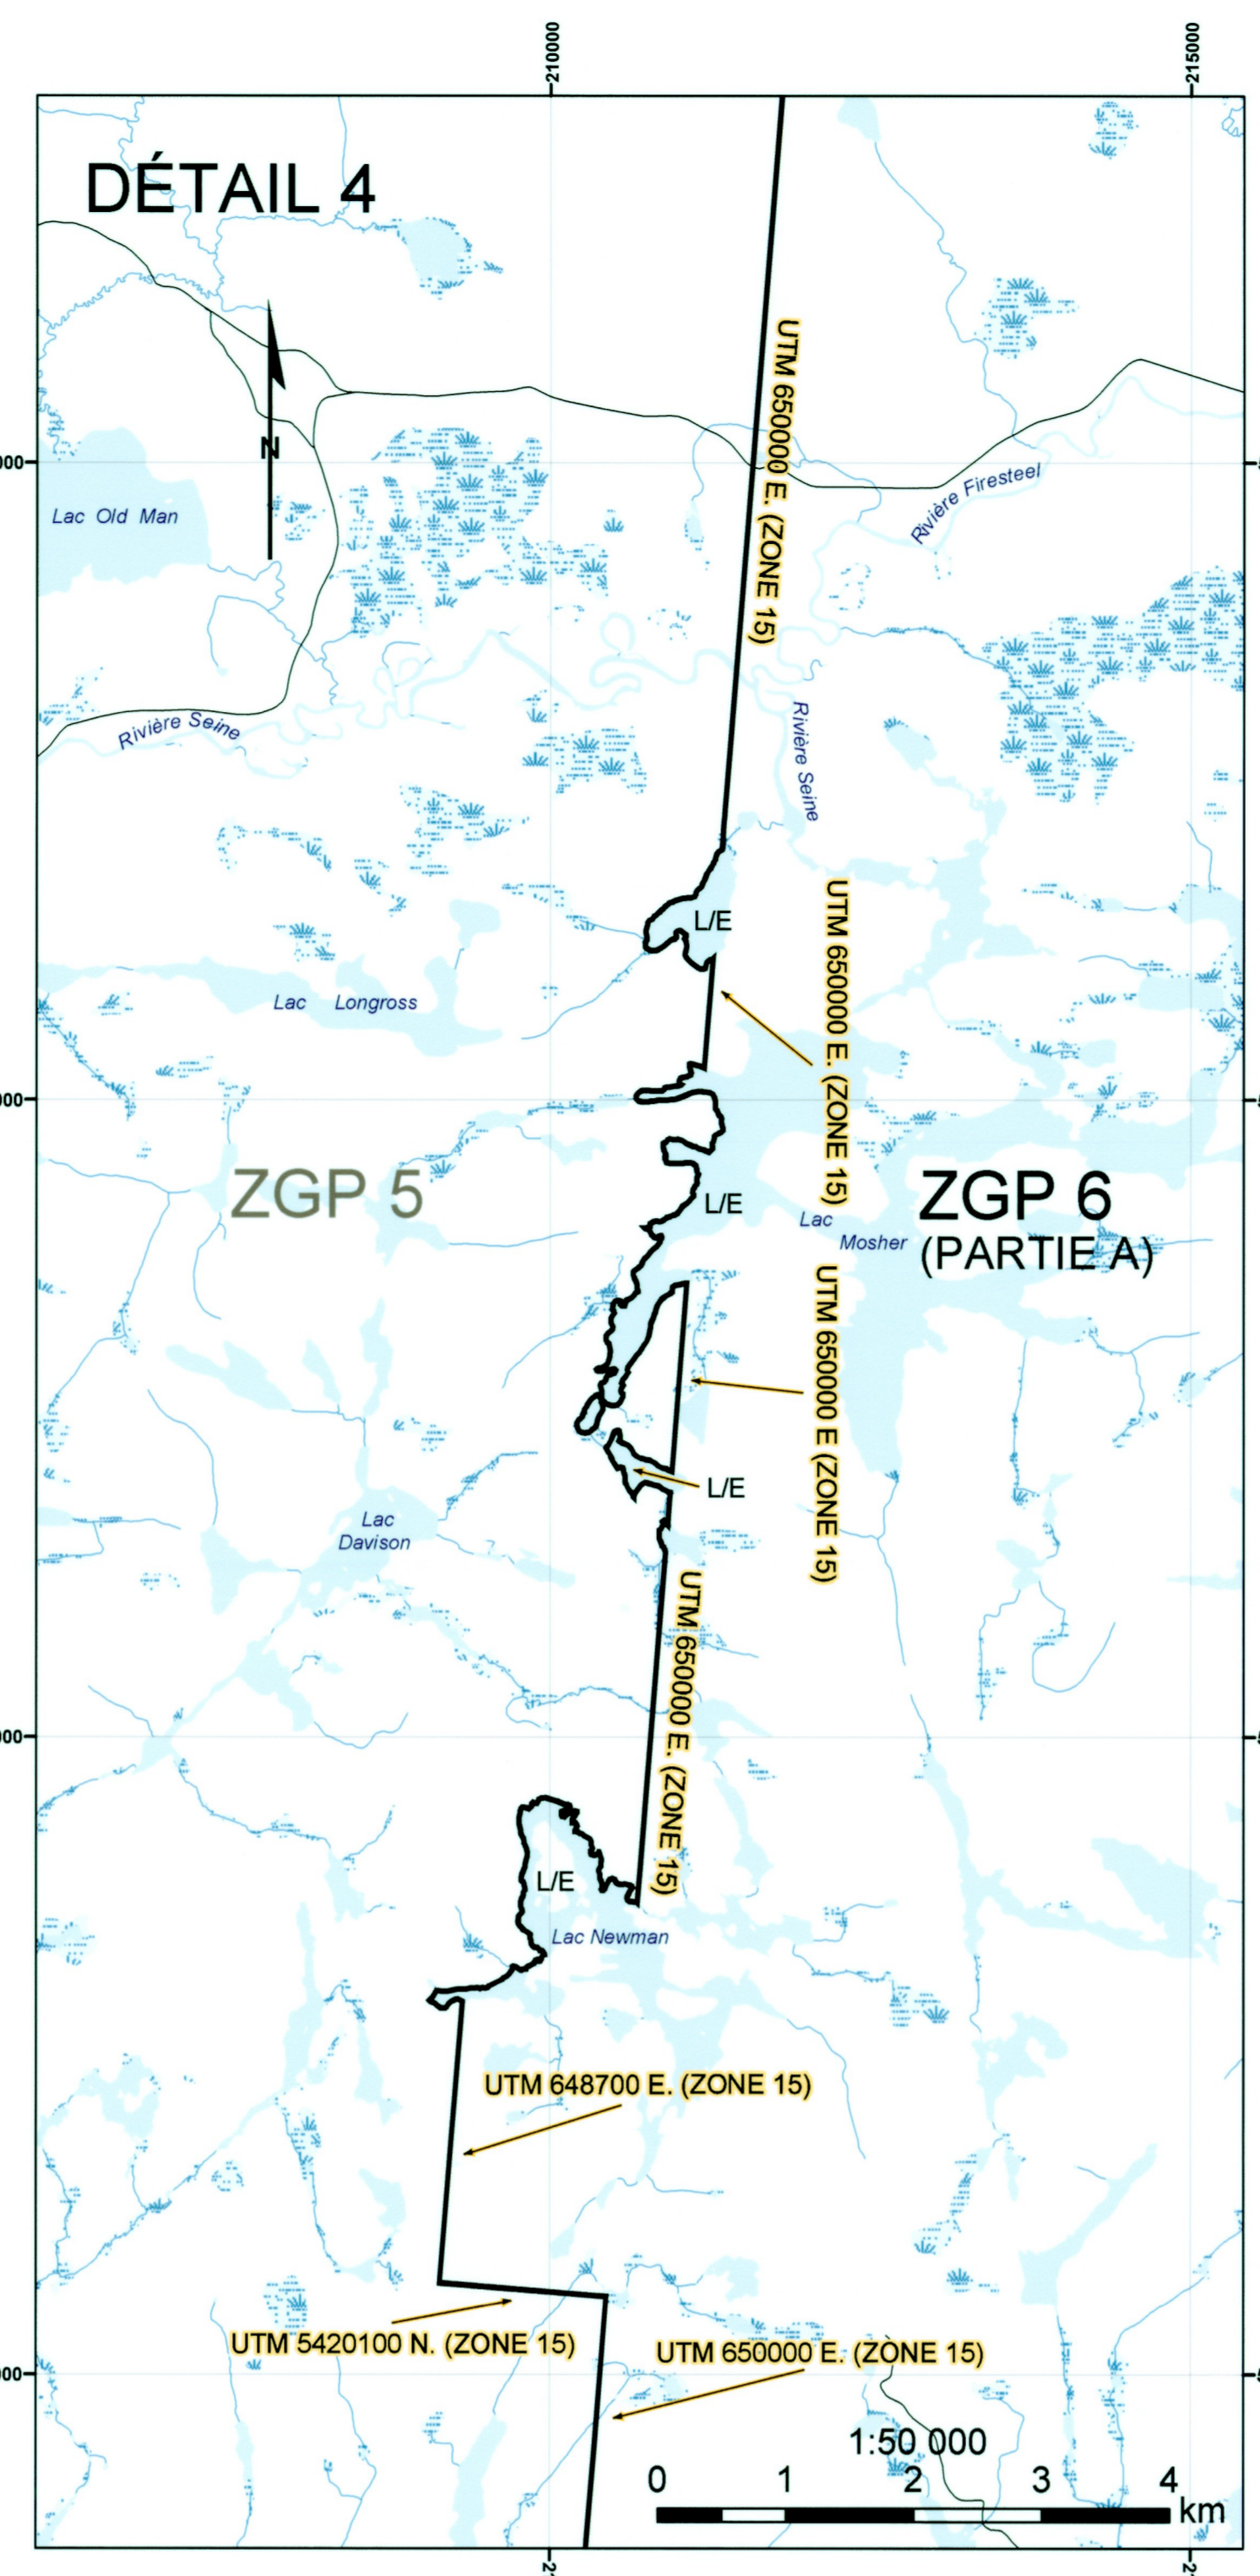 210000
215000
DÉTAIL 4
UTM 650000 E. (ZONE 15)
N
Rivière Firesteel
Lac Old Man
Rivière Seine
Rivière Seine
L/E
UTM 650000 E. (ZONE 15)
Lac Longross
ZGP 5
ZGP 6
(PARTIE A)
L/E
Lac
Mosher
UTM 650000 E (ZONE 15)
L/E
Lac
Davison
UTM 650000 E. (ZONE 15)
L/E
Lac Newman
UTM 648700 E. (ZONE 15)
UTM 5420100 N. (ZONE 15)
UTM 650000 E. (ZONE 15)
1:50 000
0 1 2 3 4
km